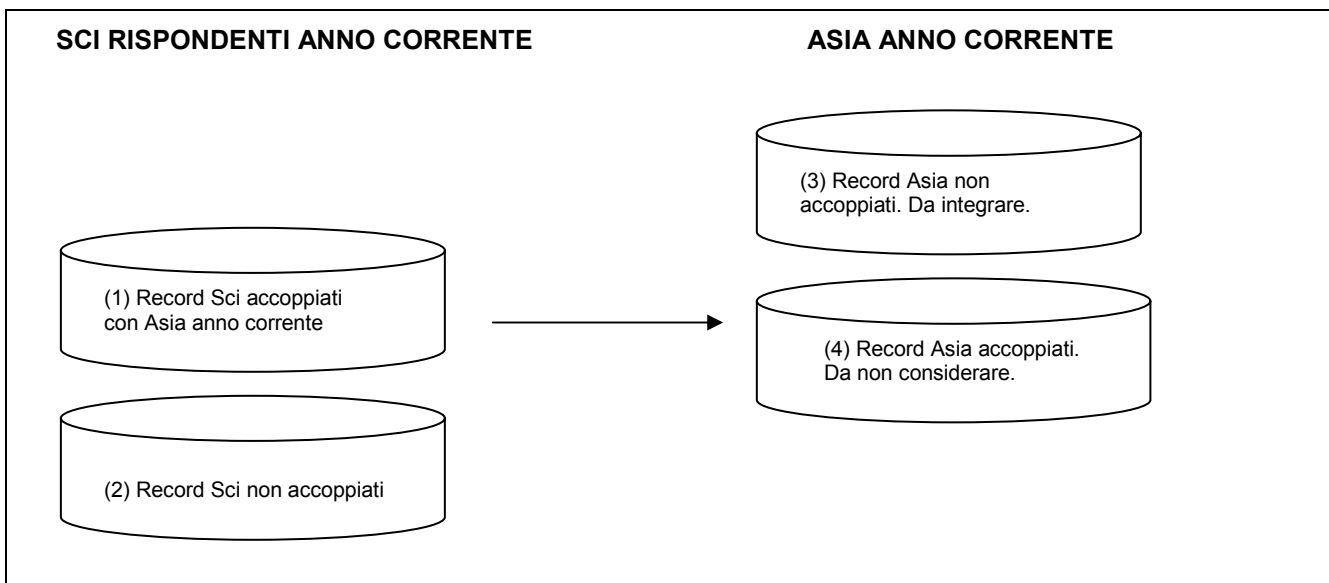 SCI RISPONDENTI ANNO CORRENTE
ASIA ANNO CORRENTE
(1) Record Sci accoppiati
con Asia anno corrente
(2) Record Sci non accoppiati
(3) Record Asia non
accoppiati. Da integrare.
(4) Record Asia accoppiati.
Da non considerare.